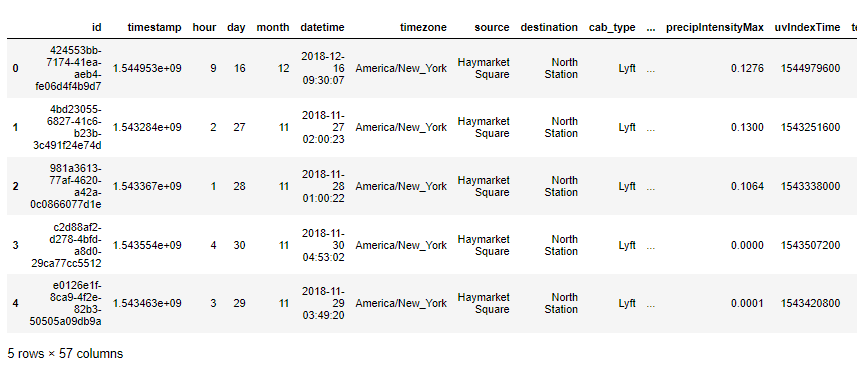 id timestamp hour day month datetime timezone source destination cab_type ... precipIntensityMax uvIndexTime
424553bb-
7174-41ea-
aeb4-
fe06d4f4b9d7
0 1.544953e+09 9 16 12 2018-12-
16
09:30:07 America/New_York Haymarket
Square North
Station Lyft ... 0.1276 1544979600
4bd23055-
6827-41c6-
b23b-
3c491f24e74d
1 1.543284e+09 2 27 11 2018-11-
27
02:00:23 America/New_York Haymarket
Square North
Station Lyft ... 0.1300 1543251600
981a3613-
77af-4620-
a42a-
0c0866077d1e
2 1.543367e+09 1 28 11 2018-11-
28
01:00:22 America/New_York Haymarket
Square North
Station Lyft ... 0.1064 1543338000
c2d88af2-
d278-4bfd-
a8d0-
29ca77cc5512
3 1.543554e+09 4 30 11 2018-11-
30
04:53:02 America/New_York Haymarket
Square North
Station Lyft ... 0.0000 1543507200
e0126e1f-
8ca9-4f2e-
82b3-
50505a09db9a
4 1.543463e+09 3 29 11 2018-11-
29
03:49:20 America/New_York Haymarket
Square North
Station Lyft ... 0.0001 1543420800
5 rows × 57 columns